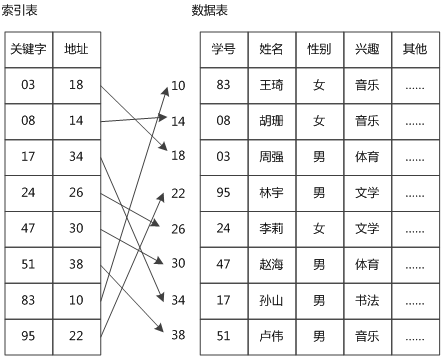 索引表 数据表
关键字 地址 学号 姓名 性别 兴趣 其他
03 18 10 83 王琦 女 音乐 ......
08 14 14 08 胡珊 女 音乐 ......
17 34 18 03 周强 男 体育 ......
24 26 22 95 林宇 男 文学 ......
47 30 26 24 李莉 女 文学 ......
51 38 30 47 赵海 男 体育 ......
83 10 34 17 孙山 男 书法 ......
95 22 38 51 卢伟 男 音乐 ......